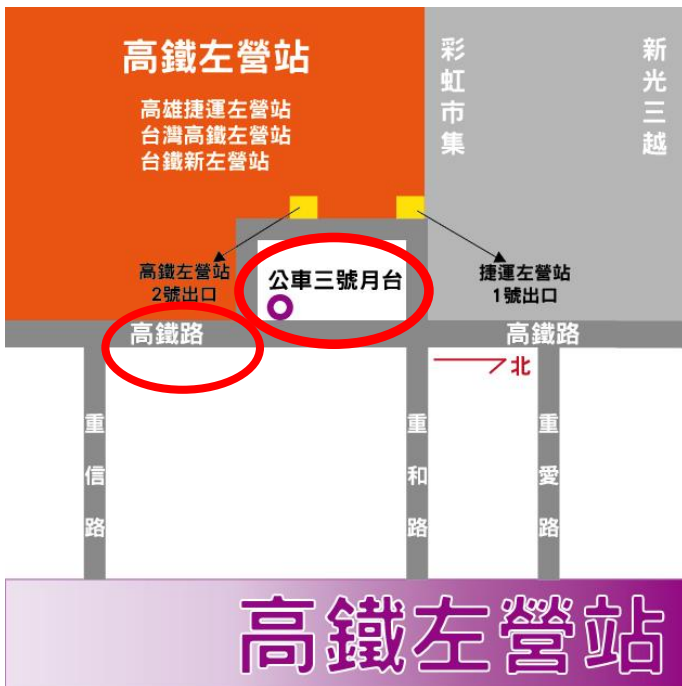 高鐵左營站
高雄捷運左營站
台灣高鐵左營站
台鐵新左營站
彩虹市集
新光三越
高鐵左營站
2號出口
公車三號月台
捷運左營站
1號出口
高鐵路
高鐵路
北
重信路
重和路
重愛路
高鐵左營站